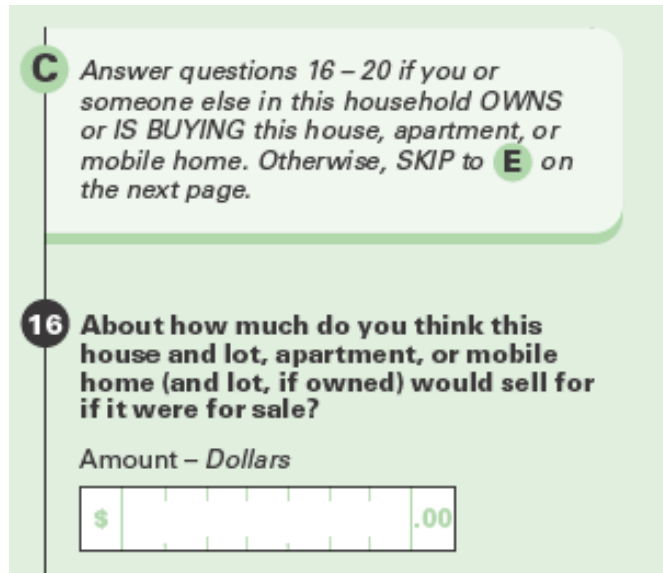 C Answer questions 16 – 20 if you or
someone else in this household OWNS
or IS BUYING this house, apartment, or
mobile home. Otherwise, SKIP to E on
the next page.
16 About how much do you think this
house and lot, apartment, or mobile
home (and lot, if owned) would sell for
if it were for sale?
Amount – Dollars
$ .00